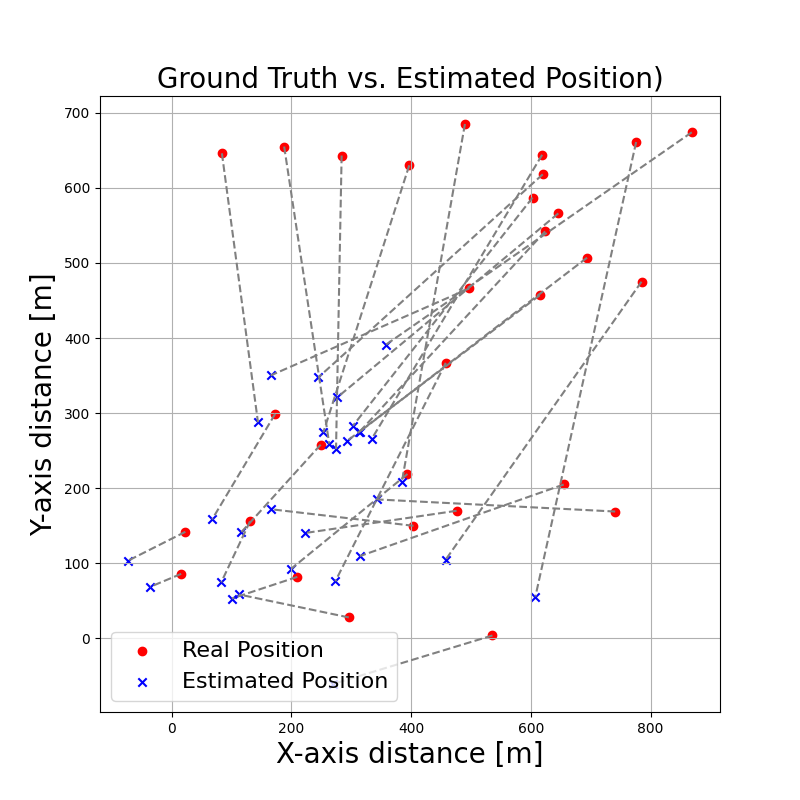 Ground Truth vs. Estimated Position)
700
600
500
400
300
200
100
0
Y-axis distance [m]
Real Position
Estimated Position
0 200 400 600 800
X-axis distance [m]